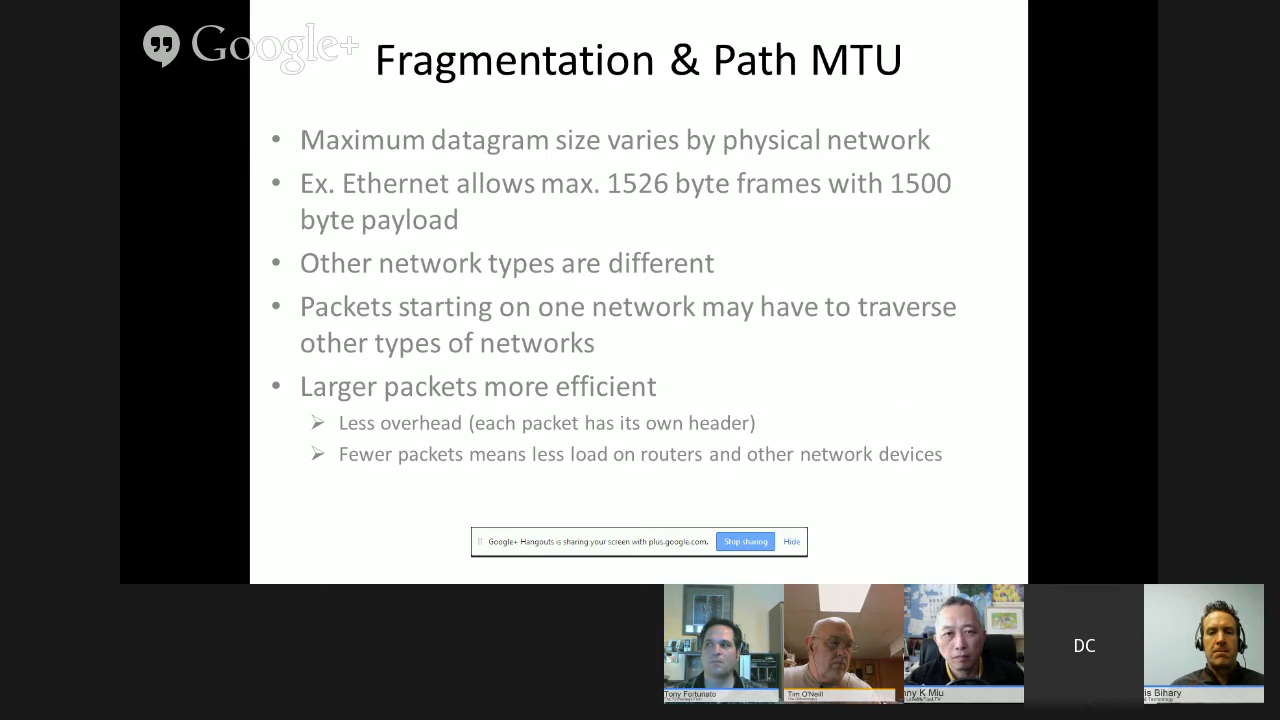 Google+
Fragmentation & Path MTU
• Maximum datagram size varies by physical network
• Ex. Ethernet allows max. 1526 byte frames with 1500
byte payload
• Other network types are different
• Packets starting on one network may have to traverse
other types of networks
• Larger packets more efficient
➢ Less overhead (each packet has its own header)
➢ Fewer packets means less load on routers and other network devices
Google+ Hangouts is sharing your screen with plus.google.com. Stop sharing Hide
DC
Tony Fortunato
Tim O'Neill
nny K Miu
is Bihary